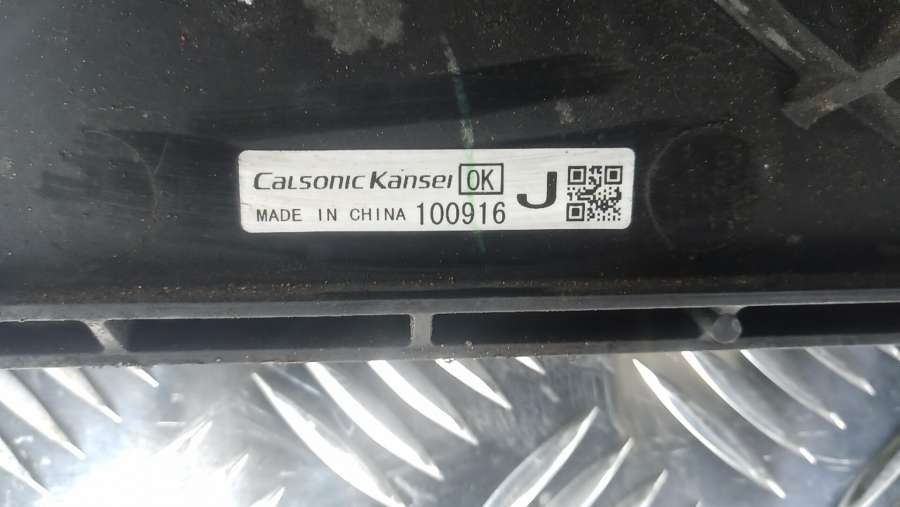 Calsonic Kansei OK J
MADE IN CHINA 100916